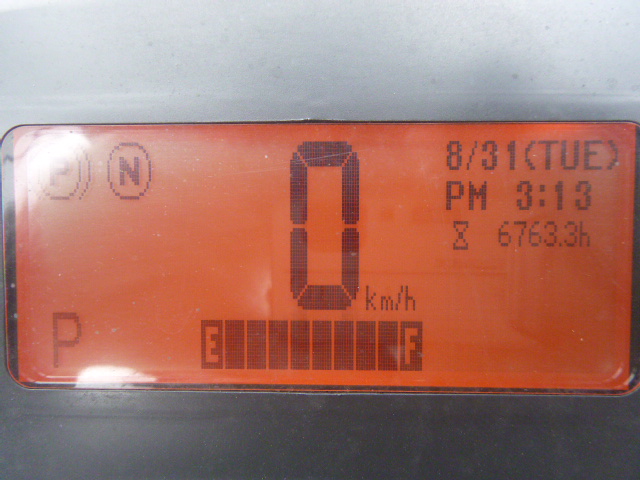 (P) N
8/31(TUE)
PM 3:13
6763.3h
0 km/h
P
E F